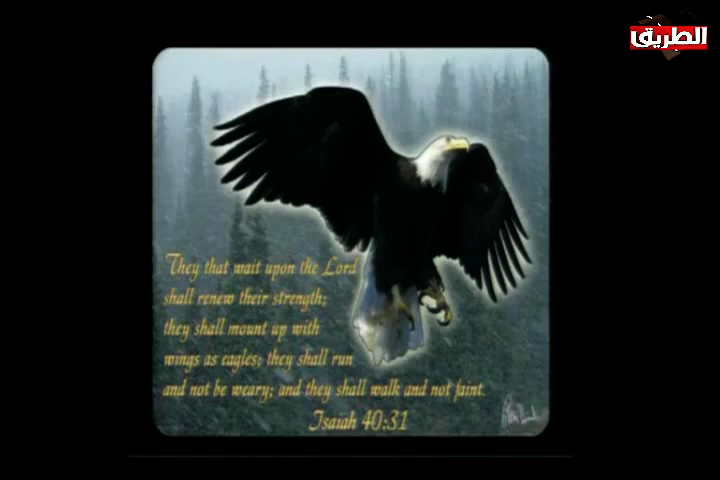 الطريق
They that wait upon the Lord
shall renew their strength;
they shall mount up with
wings as eagles; they shall run
and not be weary; and they shall walk and not faint.
Isaiah 40:31